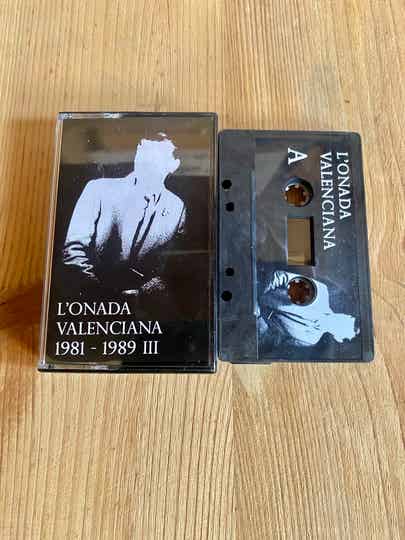 L'ONADA
VALENCIANA
1981 - 1989 III
L'ONADA
VALENCIANA
A